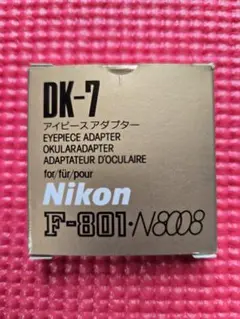 DK-7
アイピースアダプター
EYEPIECE ADAPTER
OKULARADAPTER
ADAPTATEUR D'OCULAIRE
for/für/pour
Nikon
F-801·N8008